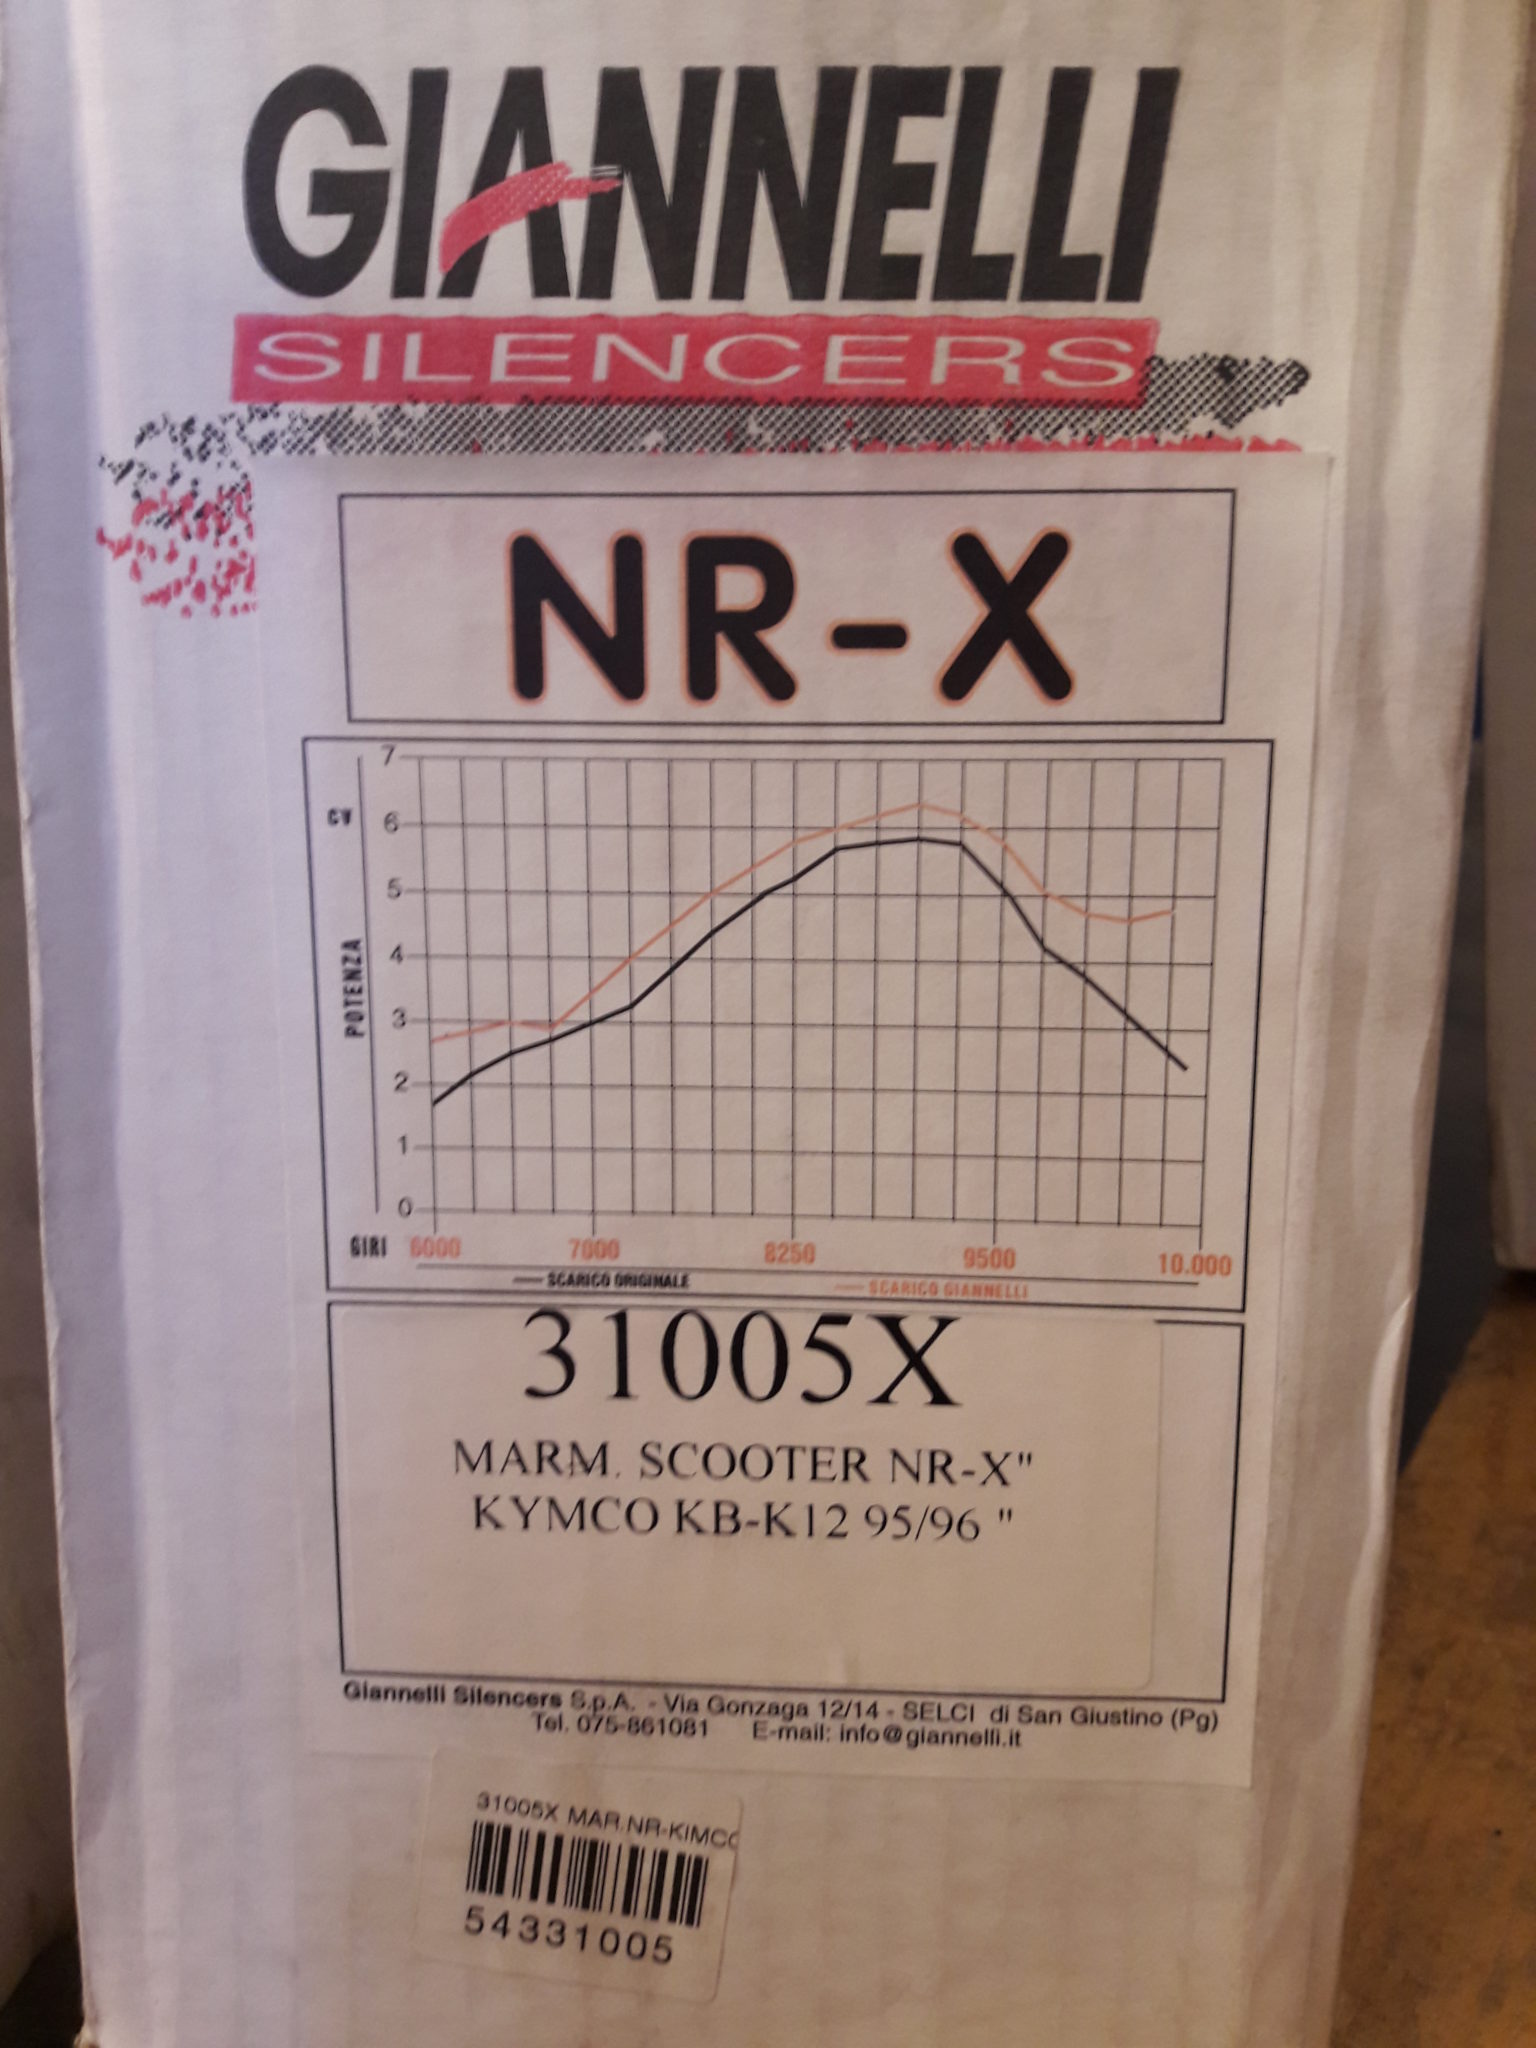 GIANNELLI
SILENCERS
NR-X
7
CV
6
5
4
POTENZA
3
2
1
0
GIRI 6000 7000 8250 9500 10.000
SCARICO ORIGINALE SCARICO GIANNELLI
31005X
MARM. SCOOTER NR-X"
KYMCO KB-K12 95/96 "
Giannelli Silencers S.p.A. - Via Gonzaga 12/14 - SELCI di San Giustino (Pg)
Tel. 075-861081 E-mail: info@giannelli.it
31005X MAR.NR-KIMCO
54331005